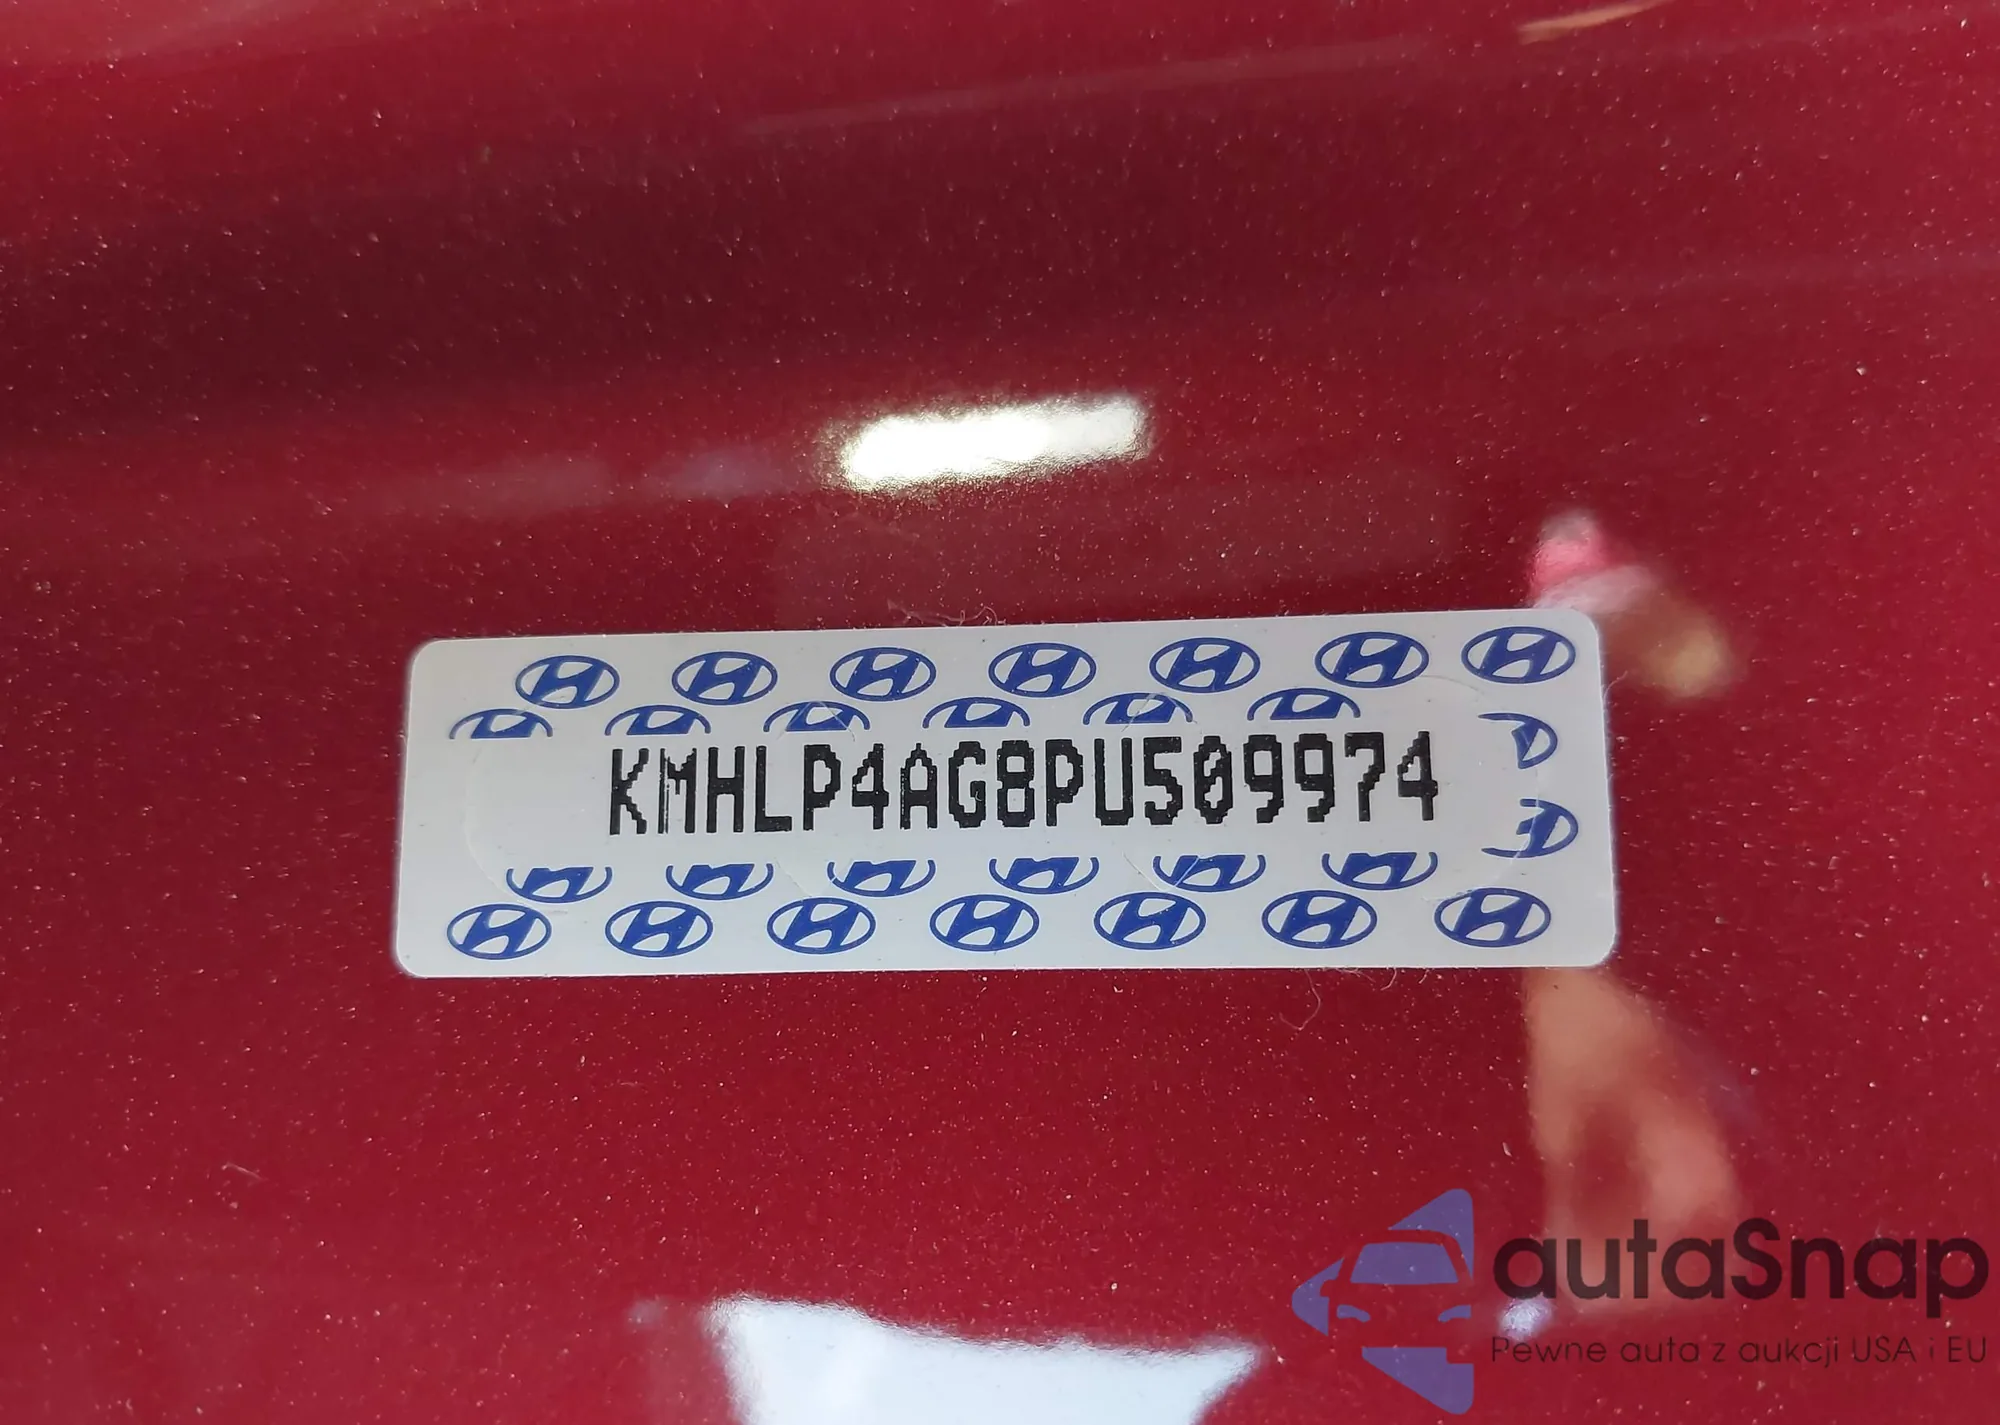 KMHLP4AG8PU509974
autaSnap
Pewne auta z aukcji USA i EU